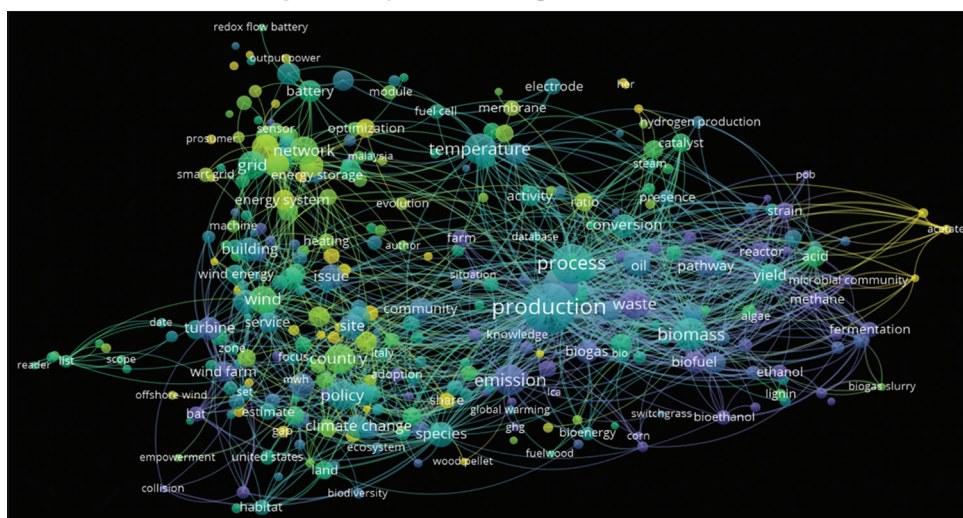 redox flow battery
output power
battery
module
electrode
her
fuel cell
membrane
hydrogen production
sensor
optimization
prosumer
network
temperature
catalyst
malaysia
grid
steam
smart grid
energy storage
pob
energy system
evolution
activity
ratio
presence
strain
machine
conversion
acetate
building
heating
author
farm
database
wind energy
issue
situation
process
oil
pathway
reactor
acid
yield
microbial community
methane
wind
community
production
waste
date
turbine
service
site
knowledge
biomass
algae
fermentation
reader
list
scope
zone
focus
country
italy
biogas
bio
biofuel
wind farm
mwh
adoption
emission
lca
ethanol
offshore wind
set
policy
share
lignin
biogas slurry
bat
estimate
global warming
switchgrass
bioethanol
gap
climate change
species
ghg
bioenergy
corn
empowerment
united states
ecosystem
wood pellet
fuelwood
land
collision
biodiversity
habitat